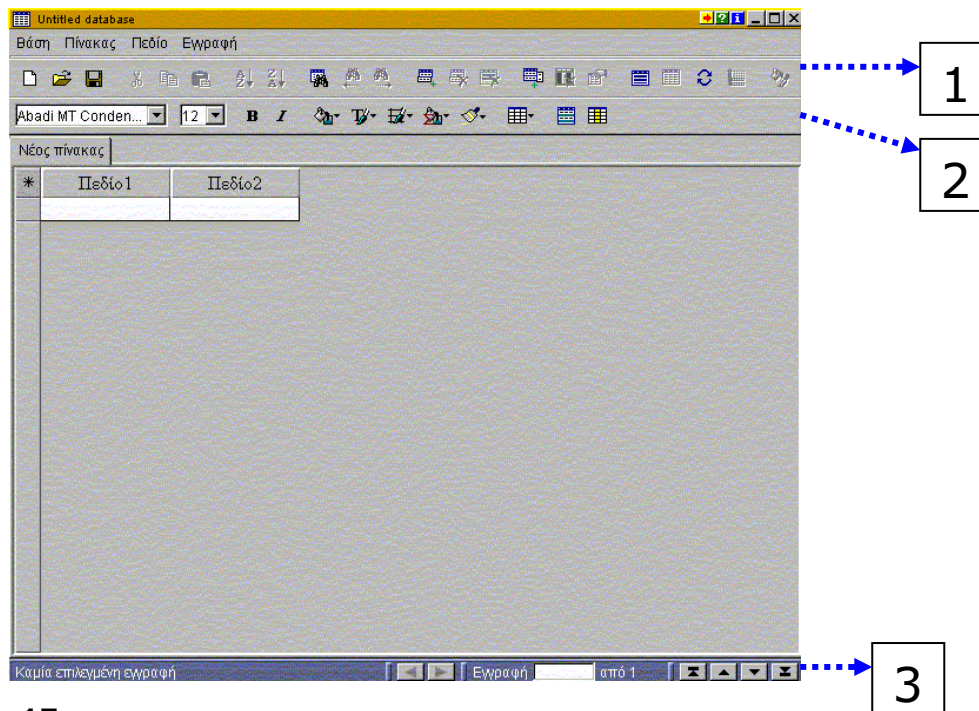 Untitled database
Βάση Πίνακας Πεδίο Εγγραφή
1
Abadi MT Conden... 12 B I
2
Νέος πίνακας
* Πεδίο1 Πεδίο2
Καμία επιλεγμένη εγγραφή Εγγραφή από 1
3